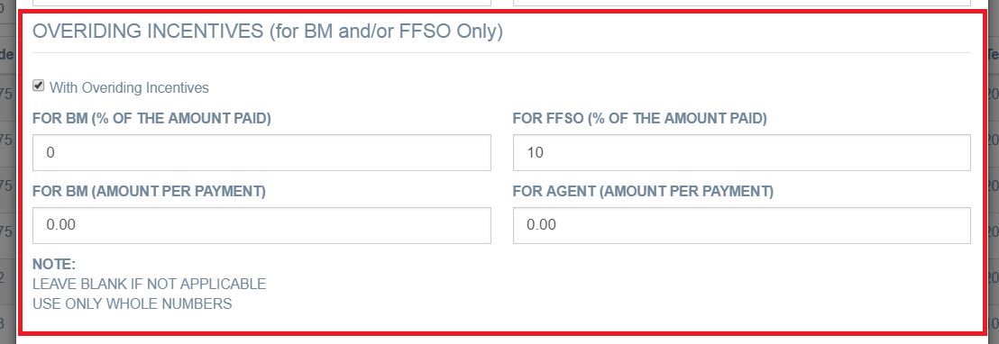 OVERIDING INCENTIVES (for BM and/or FFSO Only)
With Overiding Incentives
FOR BM (% OF THE AMOUNT PAID)
FOR FFSO (% OF THE AMOUNT PAID)
0
10
FOR BM (AMOUNT PER PAYMENT)
FOR AGENT (AMOUNT PER PAYMENT)
0.00
0.00
NOTE:
LEAVE BLANK IF NOT APPLICABLE
USE ONLY WHOLE NUMBERS